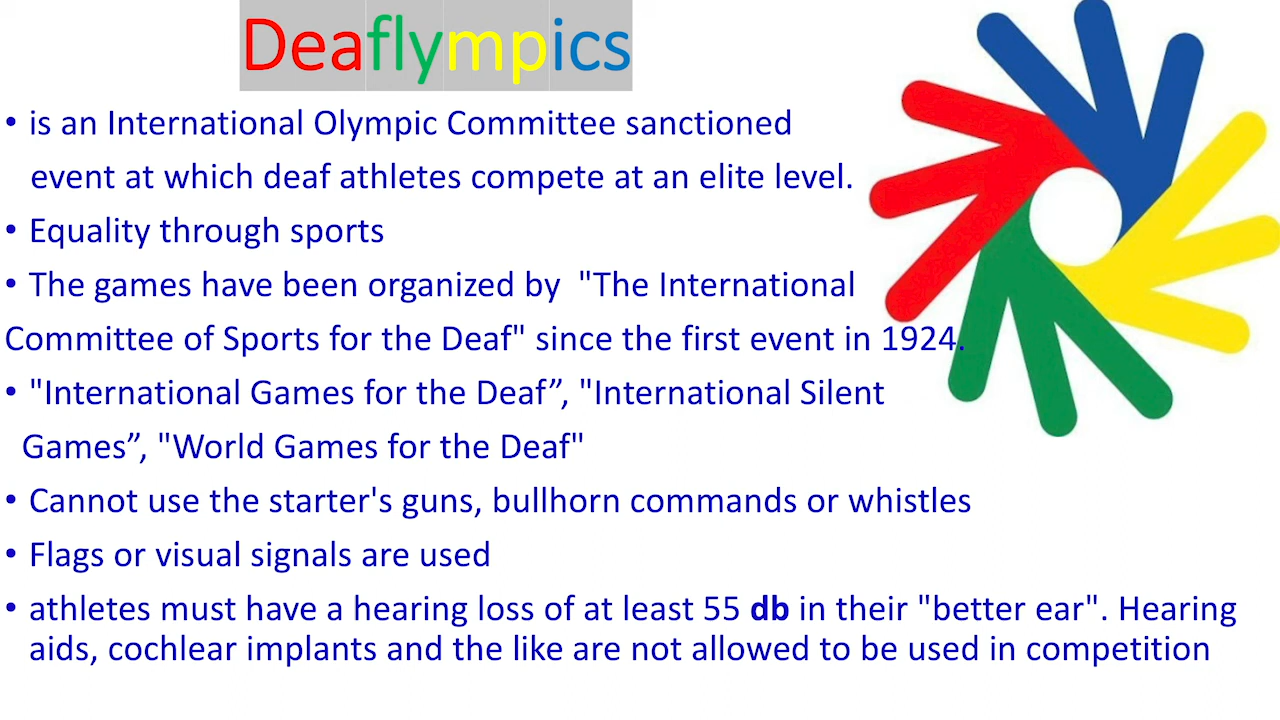 Deaflympics
• is an International Olympic Committee sanctioned
event at which deaf athletes compete at an elite level.
• Equality through sports
• The games have been organized by  "The International
Committee of Sports for the Deaf" since the first event in 1924.
• "International Games for the Deaf”, "International Silent
Games”, "World Games for the Deaf"
• Cannot use the starter's guns, bullhorn commands or whistles
• Flags or visual signals are used
• athletes must have a hearing loss of at least 55 db in their "better ear". Hearing
aids, cochlear implants and the like are not allowed to be used in competition